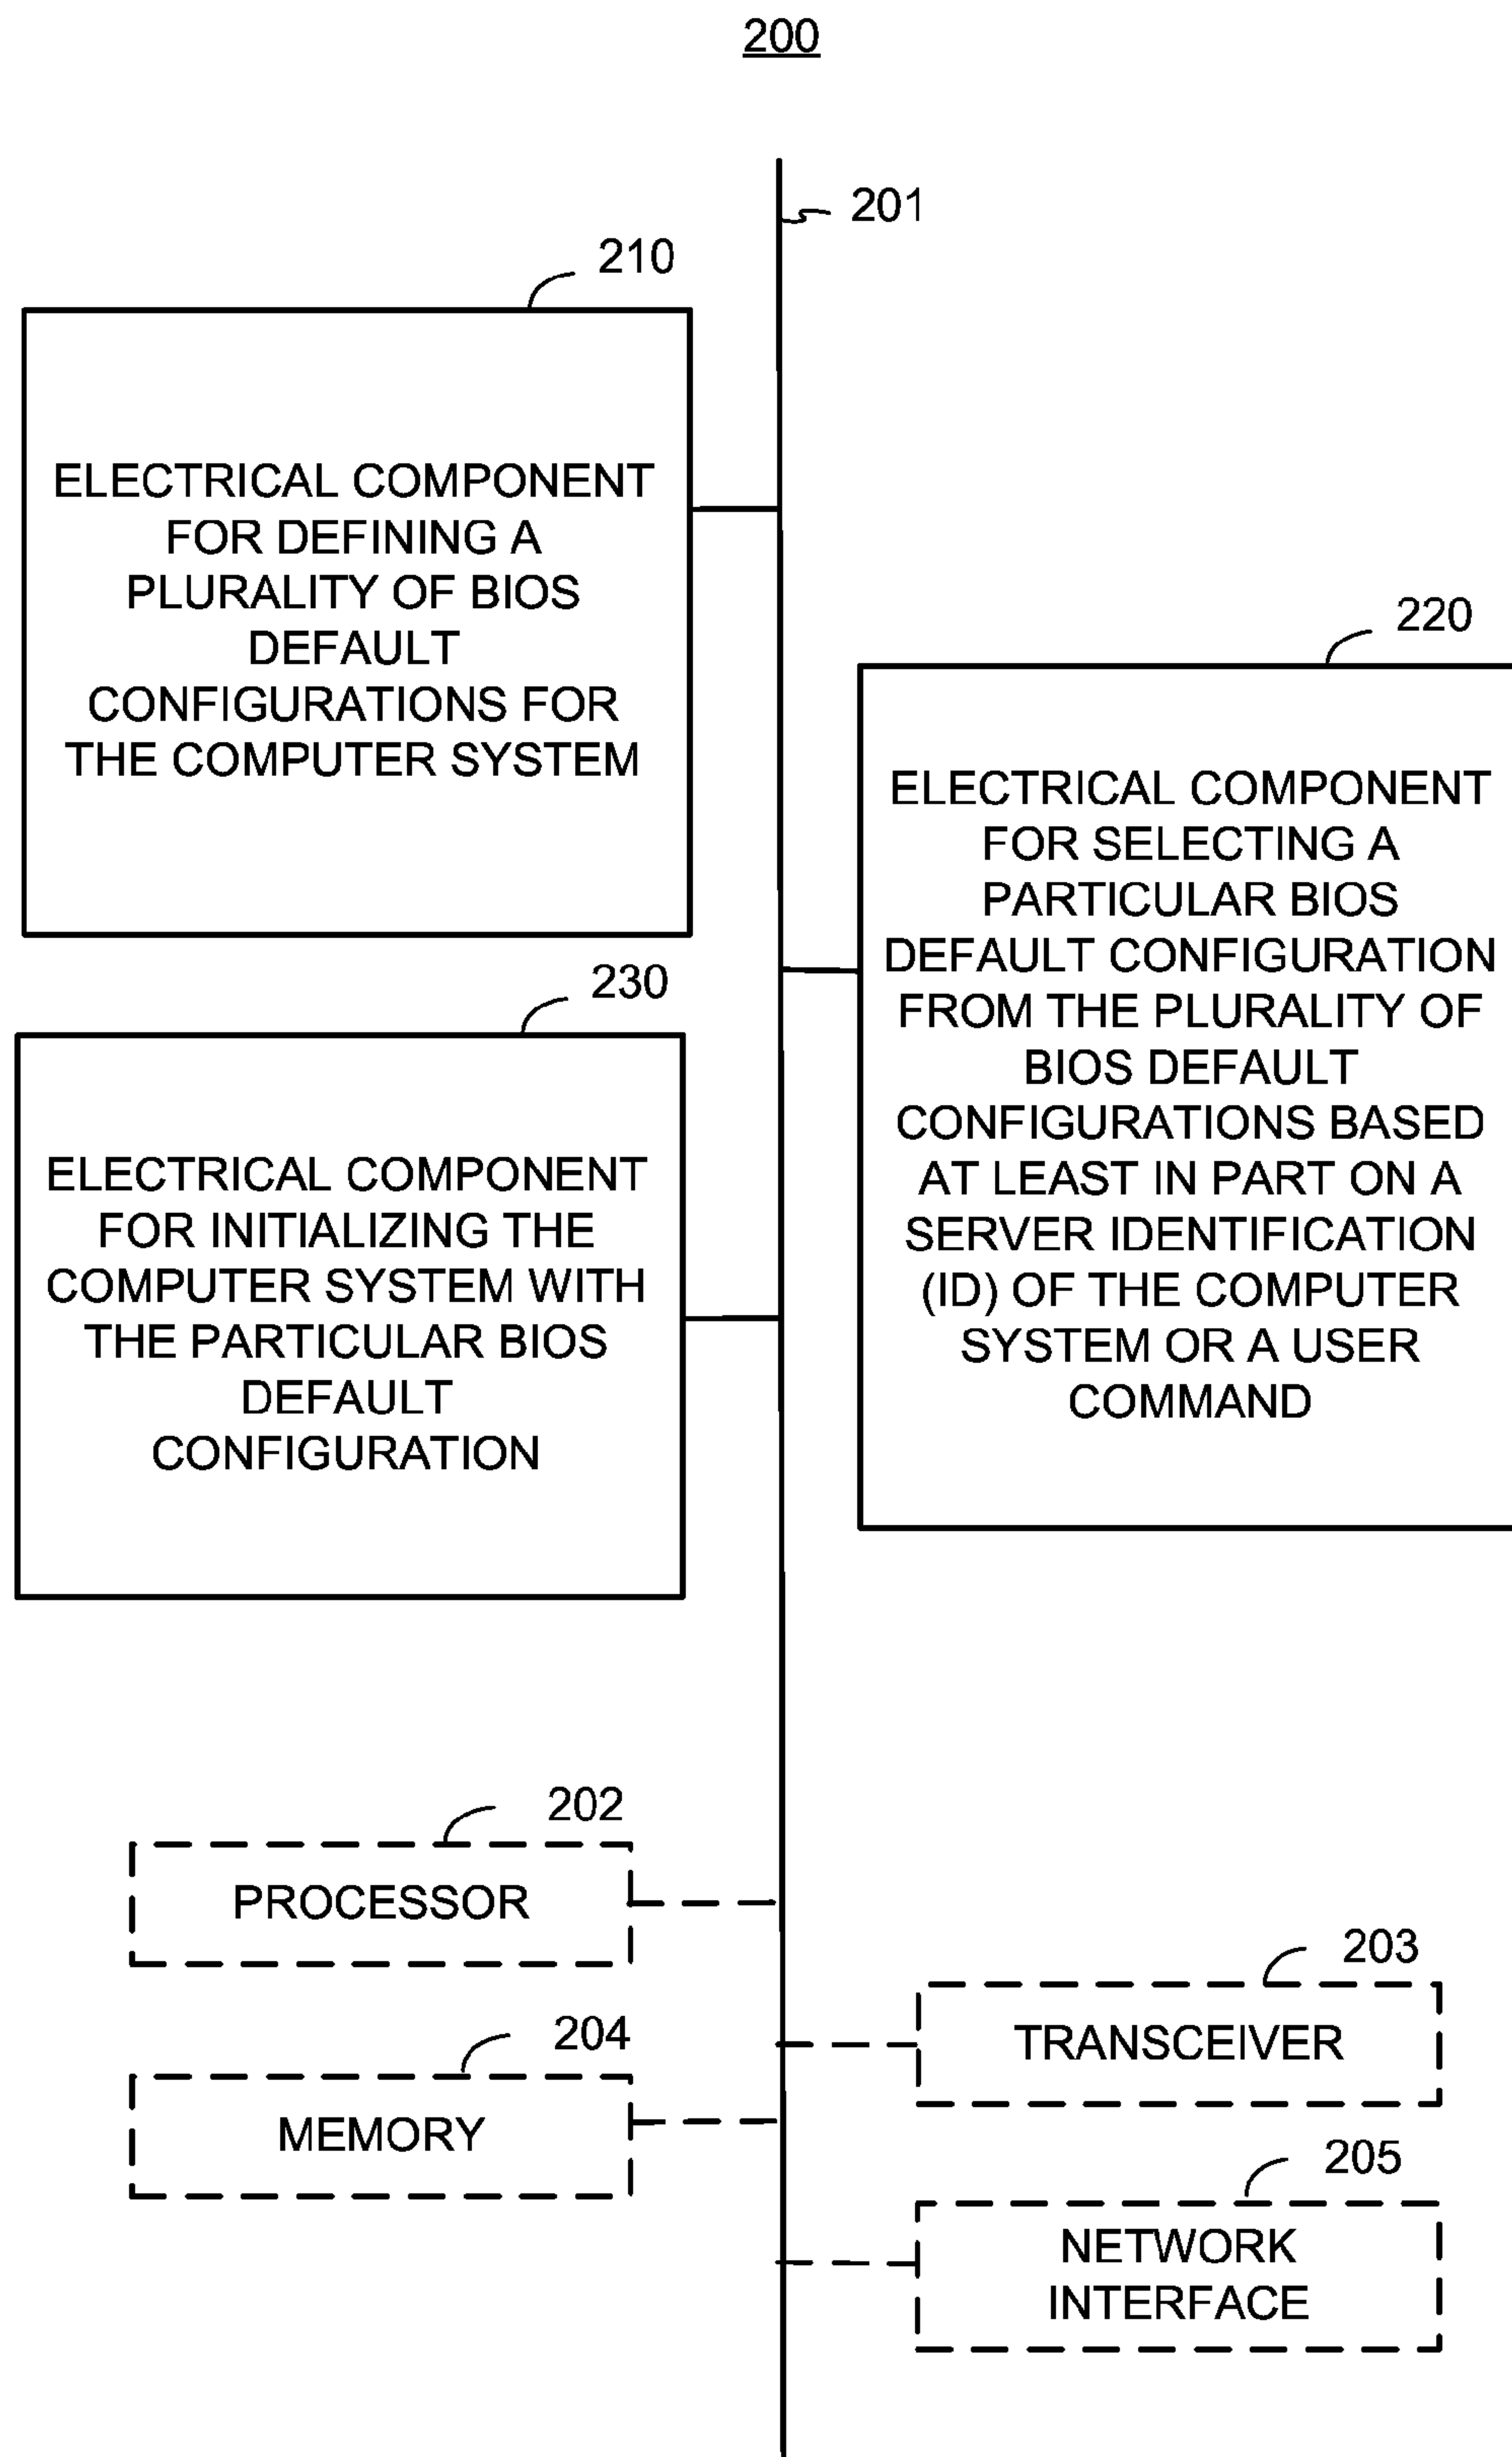 200
201
210
ELECTRICAL COMPONENT
FOR DEFINING A
PLURALITY OF BIOS
DEFAULT
CONFIGURATIONS FOR
THE COMPUTER SYSTEM
220
ELECTRICAL COMPONENT
FOR SELECTING A
PARTICULAR BIOS
DEFAULT CONFIGURATION
FROM THE PLURALITY OF
BIOS DEFAULT
CONFIGURATIONS BASED
AT LEAST IN PART ON A
SERVER IDENTIFICATION
(ID) OF THE COMPUTER
SYSTEM OR A USER
COMMAND
230
ELECTRICAL COMPONENT
FOR INITIALIZING THE
COMPUTER SYSTEM WITH
THE PARTICULAR BIOS
DEFAULT
CONFIGURATION
202
PROCESSOR
203
TRANSCEIVER
204
MEMORY
205
NETWORK
INTERFACE